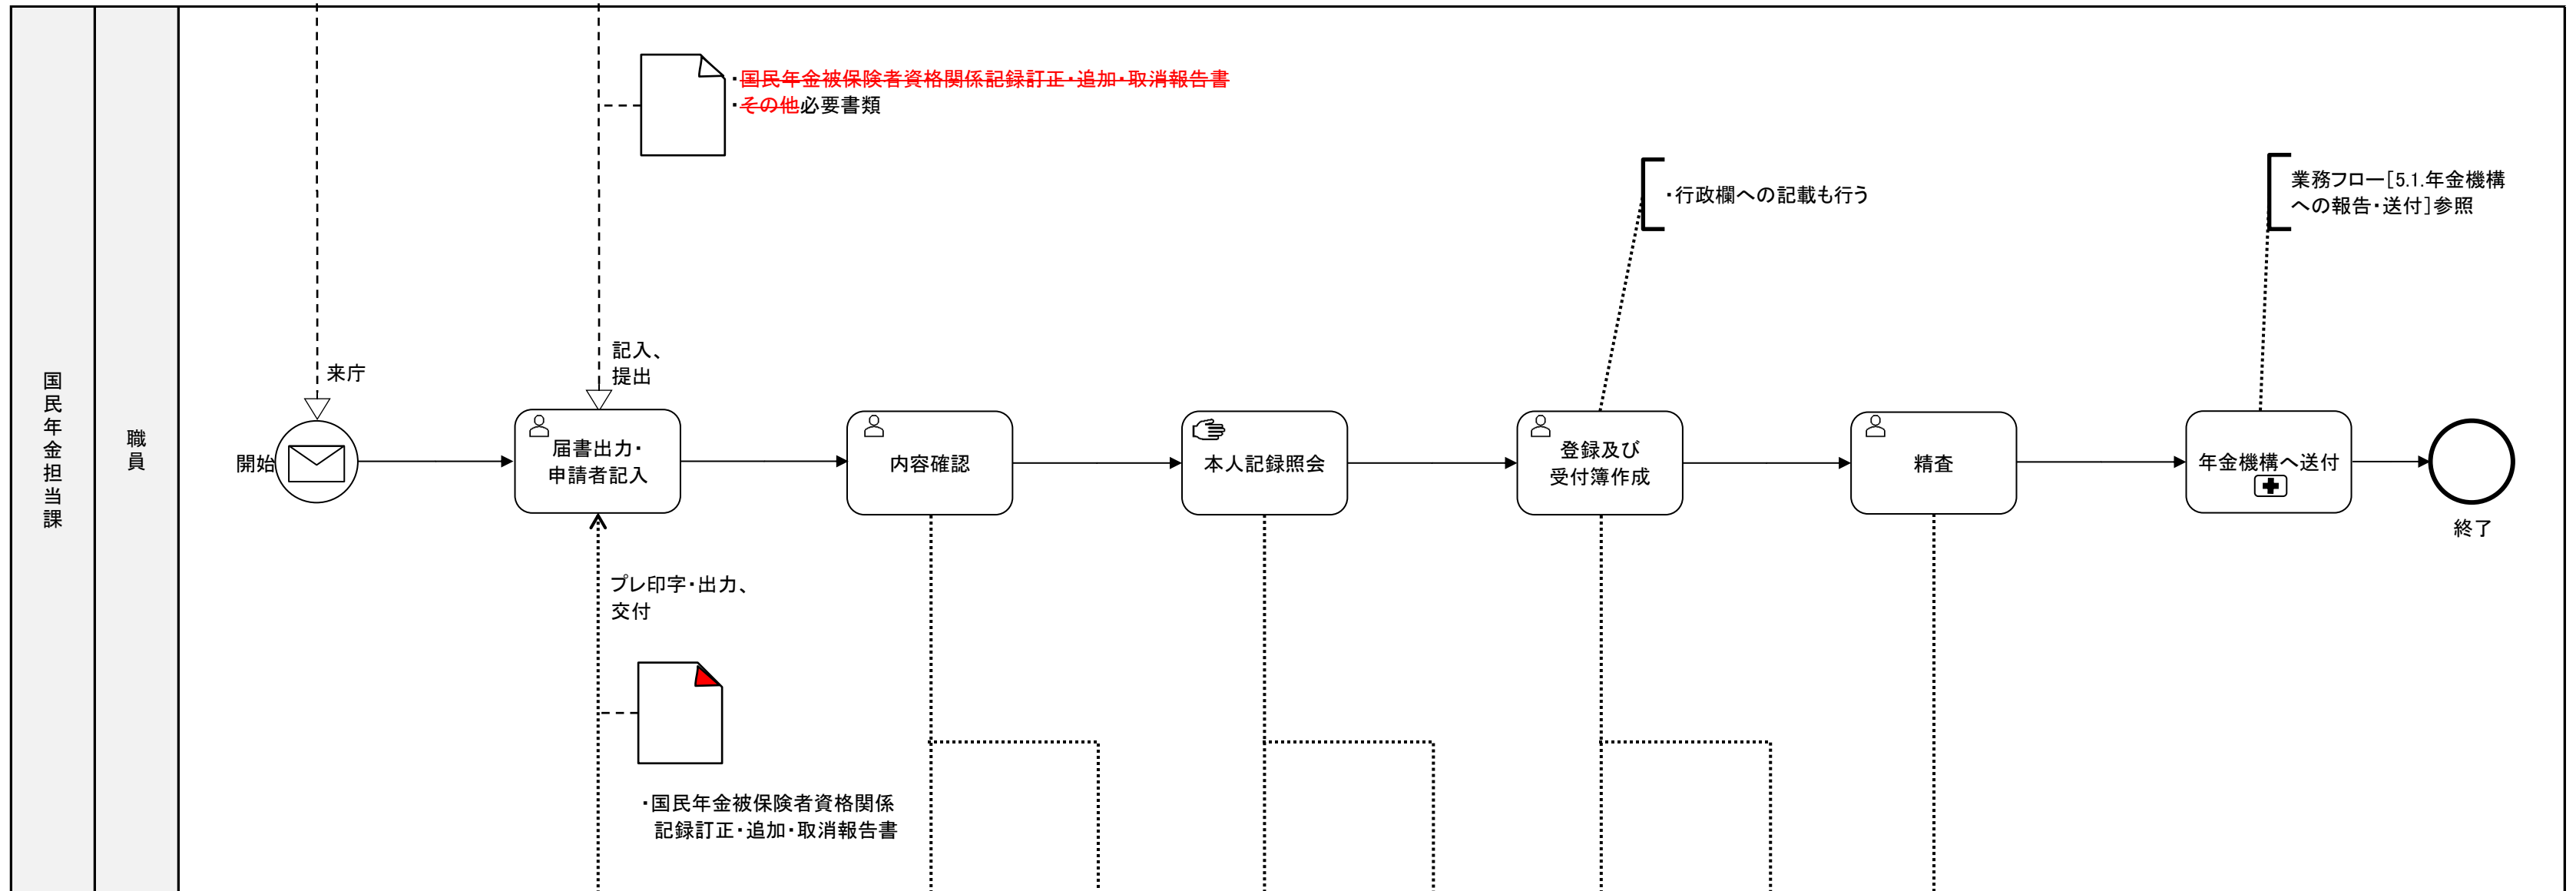 国民年金担当課
職員
・国民年金被保険者資格関係記録訂正・追加・取消報告書
・その他必要書類
・行政欄への記載も行う
業務フロー[5.1.年金機構
への報告・送付]参照
来庁
記入、
提出
開始
届書出力・
申請者記入
内容確認
本人記録照会
登録及び
受付簿作成
精査
年金機構へ送付
終了
プレ印字・出力、
交付
・国民年金被保険者資格関係
記録訂正・追加・取消報告書